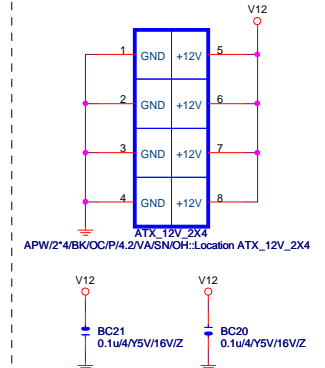 V12
1 GND +12V 5
2 GND +12V 6
3 GND +12V 7
4 GND +12V 8
ATX_12V_2X4
APW/2*4/BK/OC/P/4.2/VA/SN/OH::Location ATX_12V_2X4
V12 V12
BC21 BC20
0.1u/4/Y5V/16V/Z 0.1u/4/Y5V/16V/Z